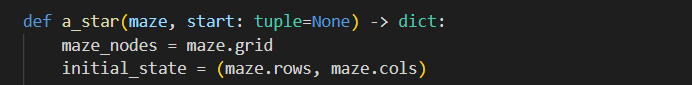 def a_star(maze, start: tuple=None) -> dict:
    maze_nodes = maze.grid
    initial_state = (maze.rows, maze.cols)